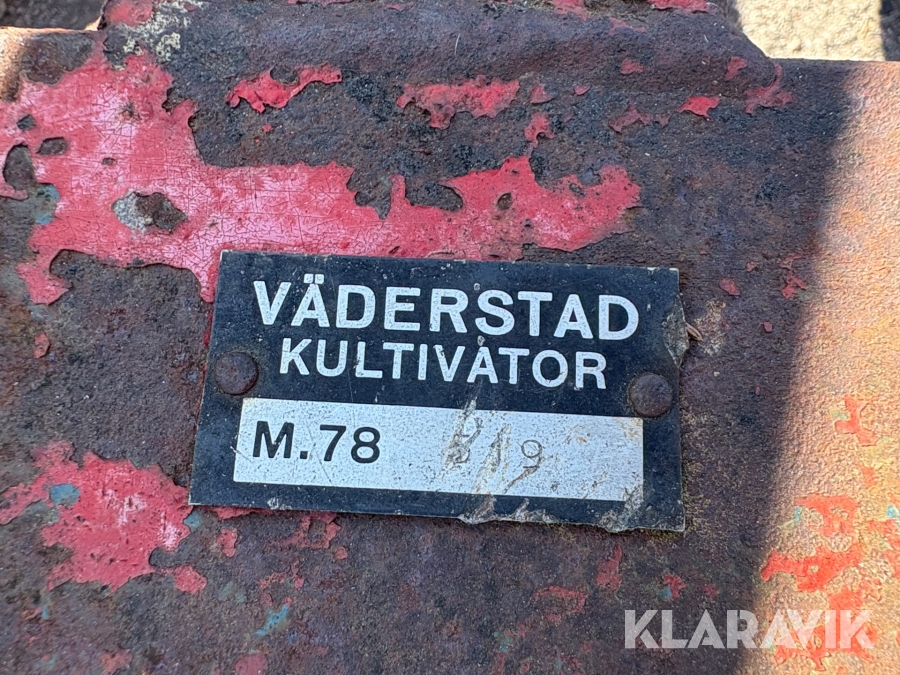 VÄDERSTAD
KULTIVATOR
M.78
KLARAVIK